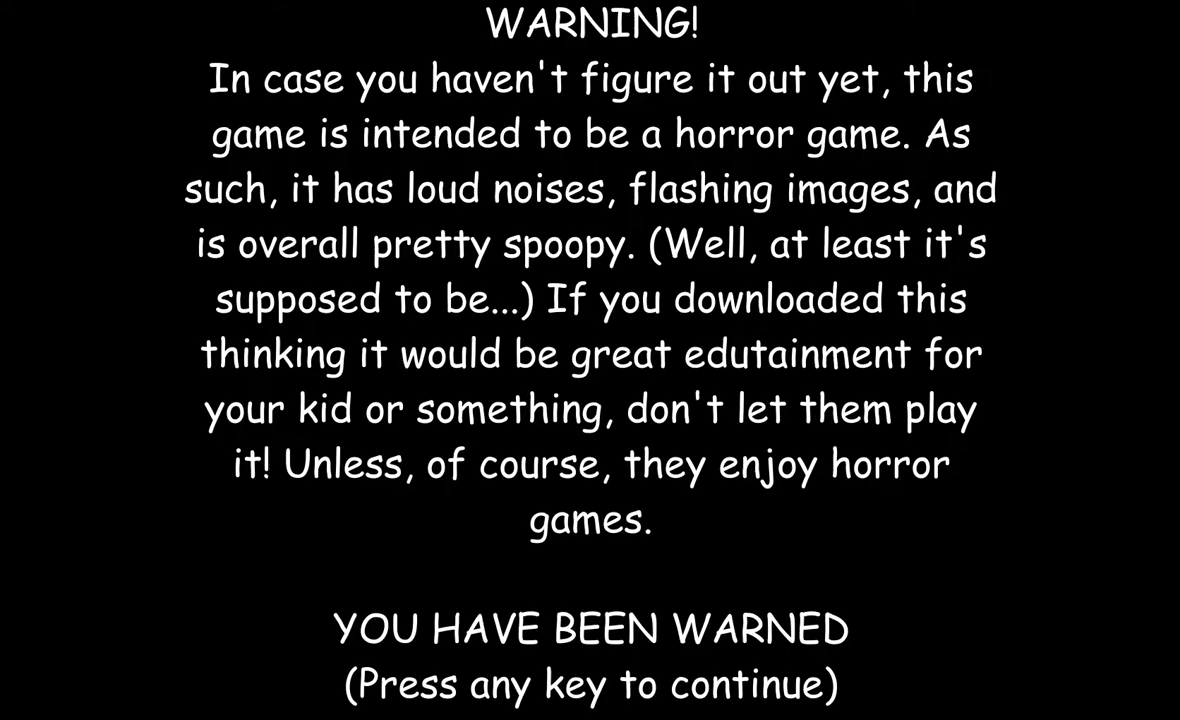 WARNING!
In case you haven't figure it out yet, this
game is intended to be a horror game. As
such, it has loud noises, flashing images, and
is overall pretty spoopy. (Well, at least it's
supposed to be...) If you downloaded this
thinking it would be great edutainment for
your kid or something, don't let them play
it! Unless, of course, they enjoy horror
games.
YOU HAVE BEEN WARNED
(Press any key to continue)